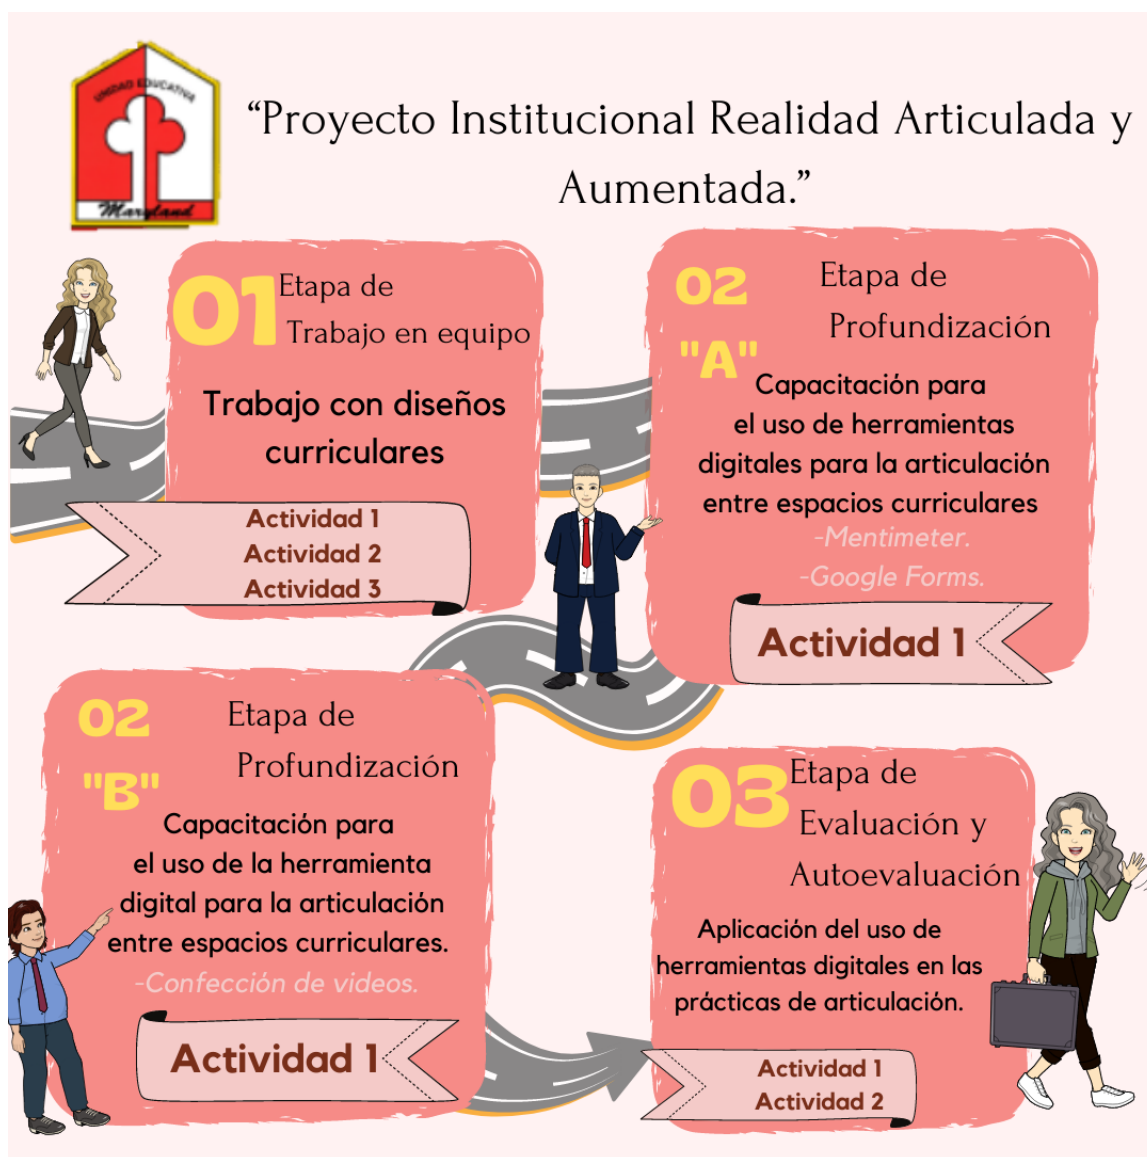 UNIDAD EDUCATIVA
Maryland
“Proyecto Institucional Realidad Articulada y
Aumentada.”
01
Etapa de
Trabajo en equipo
Trabajo con diseños
curriculares
Actividad 1
Actividad 2
Actividad 3
02
"A"
Etapa de
Profundización
Capacitación para
el uso de herramientas
digitales para la articulación
entre espacios curriculares
-Mentimeter.
-Google Forms.
Actividad 1
02
"B"
Etapa de
Profundización
Capacitación para
el uso de la herramienta
digital para la articulación
entre espacios curriculares.
-Confección de videos.
Actividad 1
03
Etapa de
Evaluación y
Autoevaluación
Aplicación del uso de
herramientas digitales en las
prácticas de articulación.
Actividad 1
Actividad 2